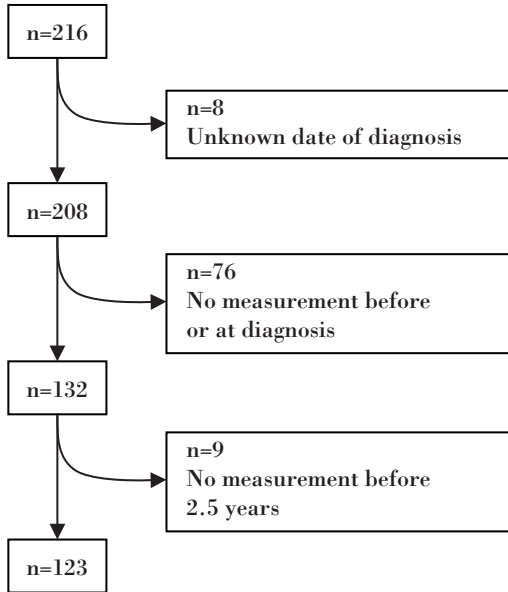 n=216
n=8
Unknown date of diagnosis
n=208
n=76
No measurement before
or at diagnosis
n=132
n=9
No measurement before
2.5 years
n=123